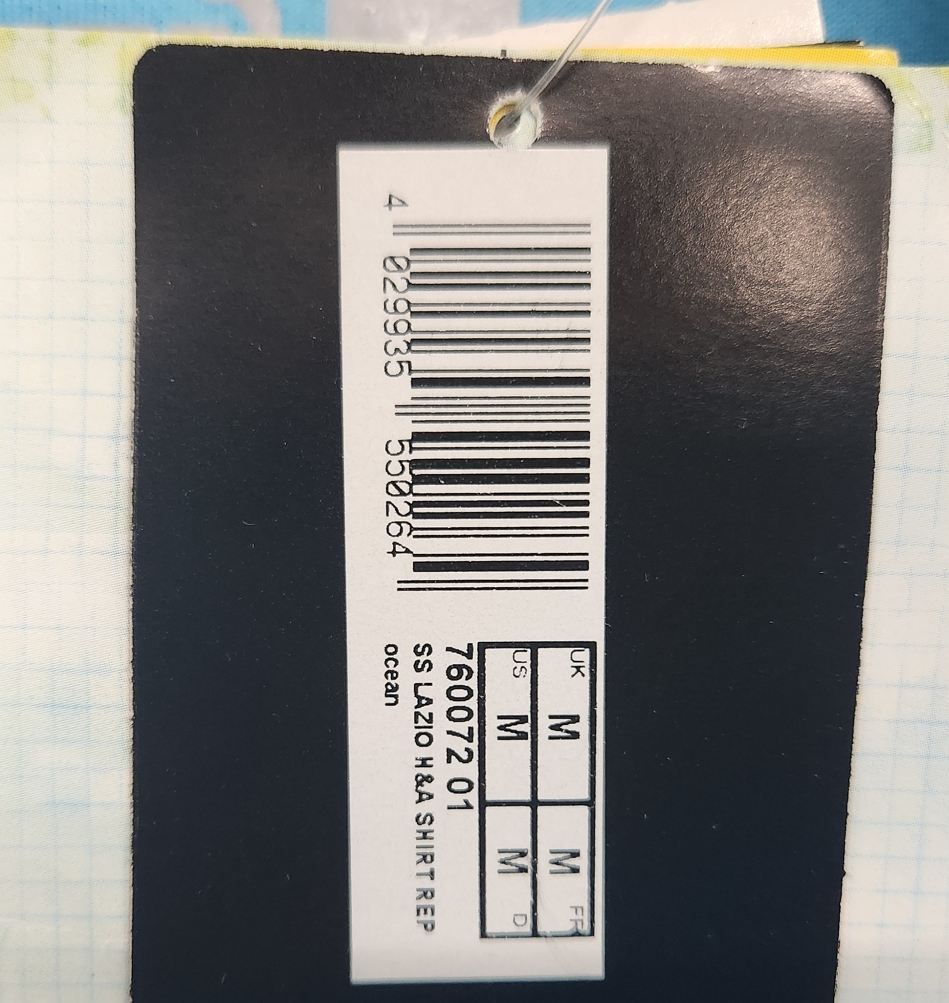 4 029935 550264
UK M M FR
US M M D
760072 01
SS LAZIO H&A SHIRT REP
ocean